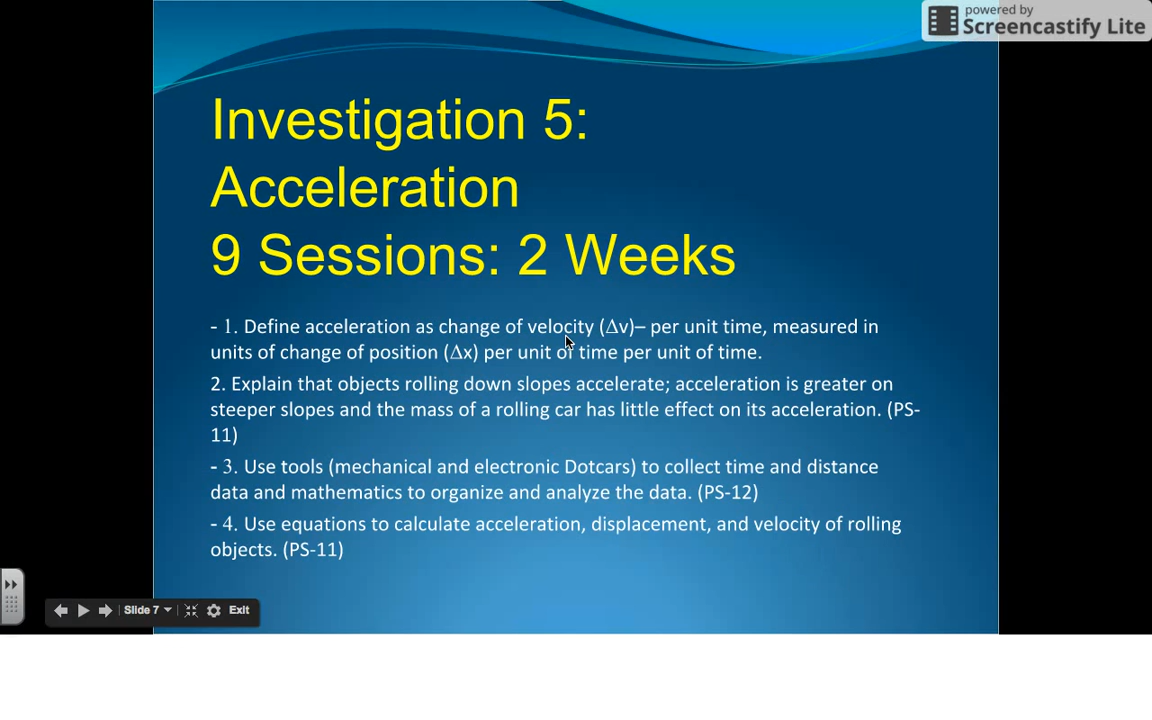 powered by
Screencastify Lite
Investigation 5:
Acceleration
9 Sessions: 2 Weeks
- 1. Define acceleration as change of velocity (Δv)– per unit time, measured in
units of change of position (Δx) per unit of time per unit of time.
2. Explain that objects rolling down slopes accelerate; acceleration is greater on
steeper slopes and the mass of a rolling car has little effect on its acceleration. (PS-
11)
- 3. Use tools (mechanical and electronic Dotcars) to collect time and distance
data and mathematics to organize and analyze the data. (PS-12)
- 4. Use equations to calculate acceleration, displacement, and velocity of rolling
objects. (PS-11)
Slide 7 Exit